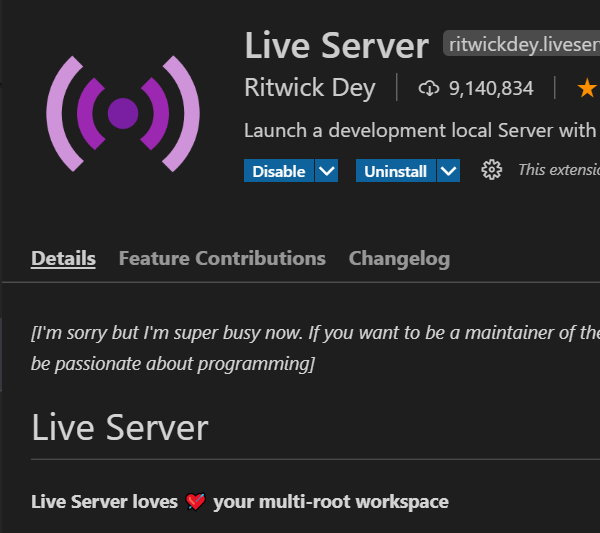 Live Server ritwickdey.liveserv
Ritwick Dey 9,140,834
Launch a development local Server with
Disable Uninstall This extensio
Details Feature Contributions Changelog
[I'm sorry but I'm super busy now. If you want to be a maintainer of the
be passionate about programming]
Live Server
Live Server loves 💘 your multi-root workspace